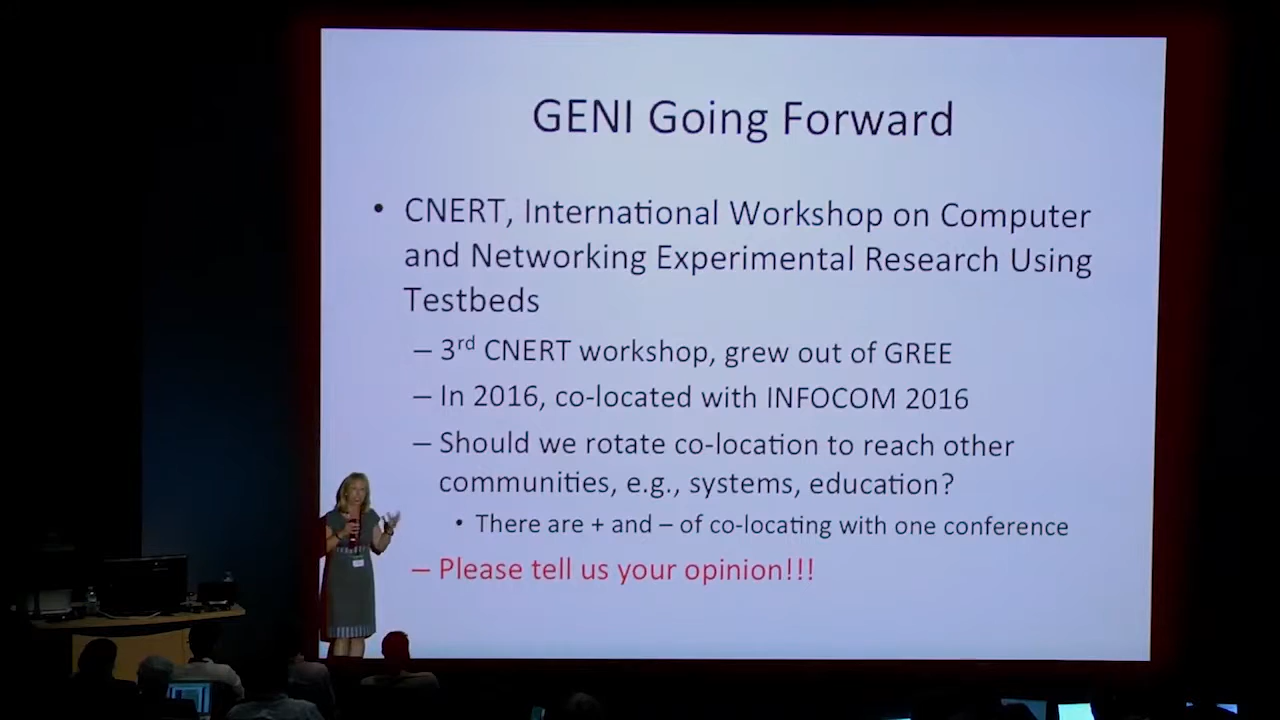 GENI Going Forward
• CNERT, International Workshop on Computer
and Networking Experimental Research Using
Testbeds
– 3rd CNERT workshop, grew out of GREE
– In 2016, co-located with INFOCOM 2016
– Should we rotate co-location to reach other
communities, e.g., systems, education?
• There are + and – of co-locating with one conference
– Please tell us your opinion!!!